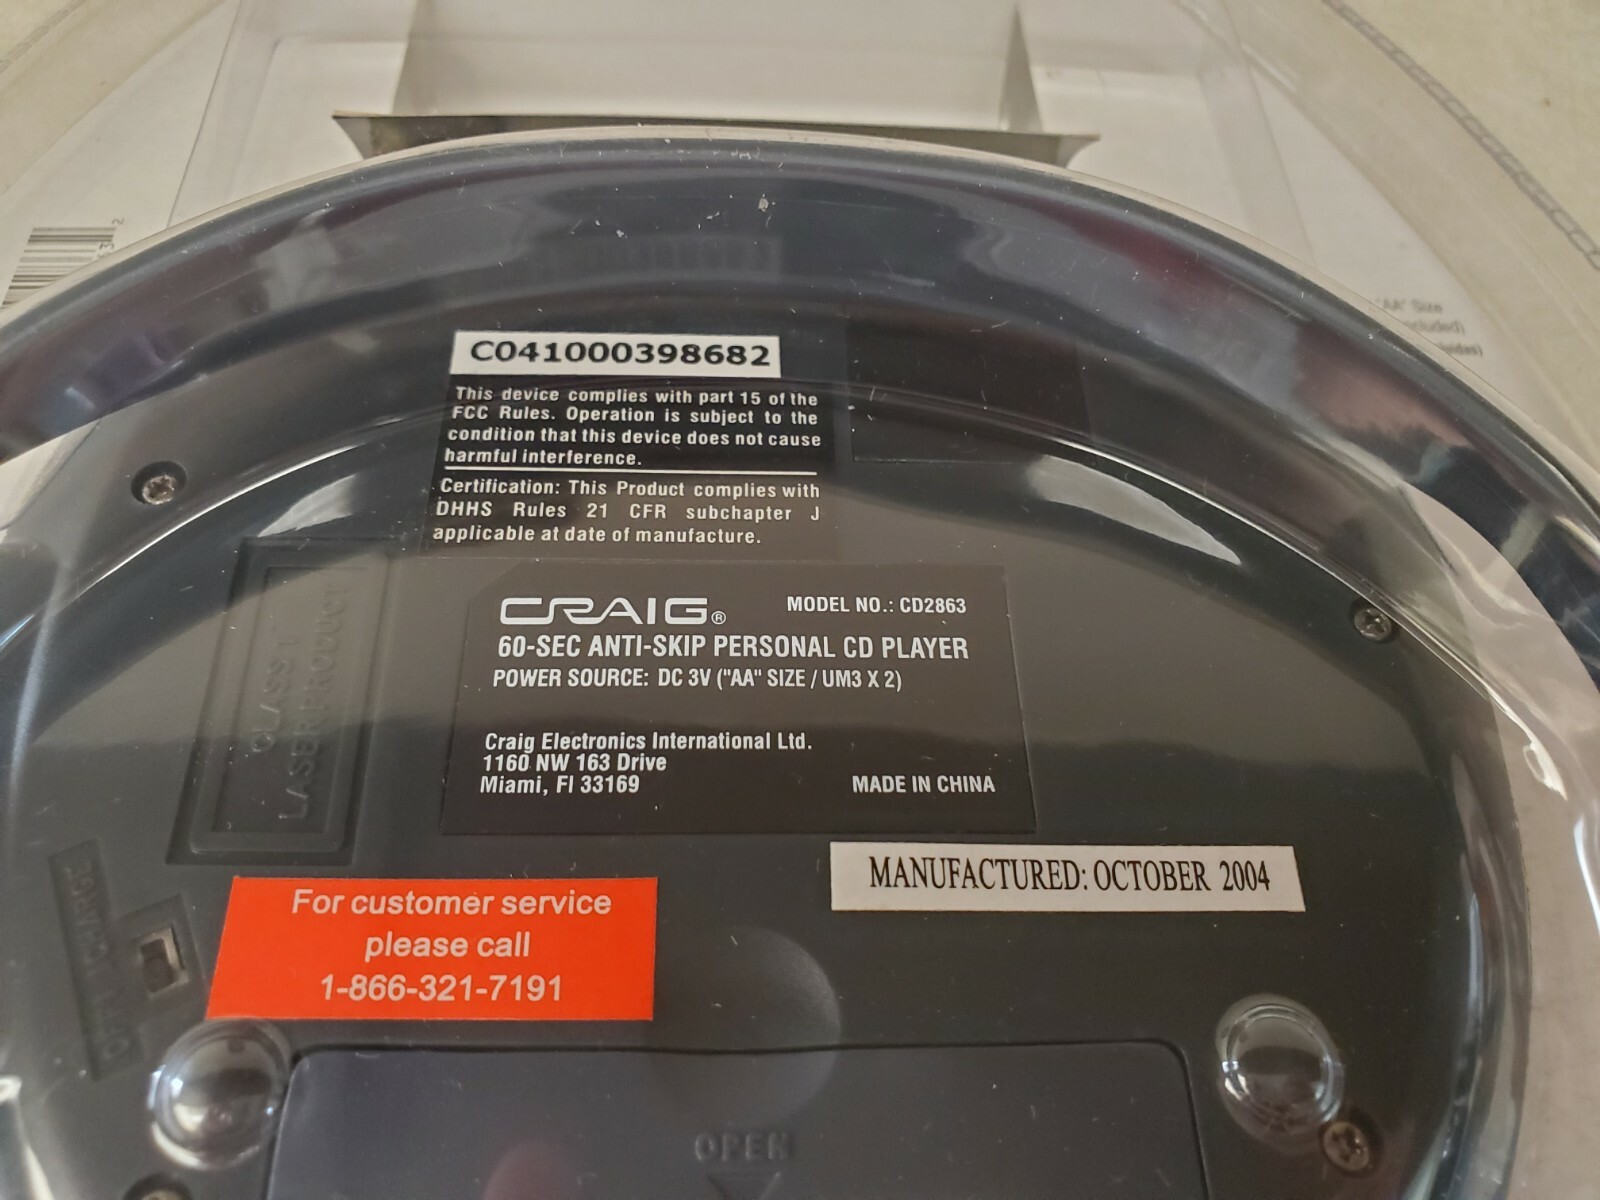 "AA" Size
C041000398682
This device complies with part 15 of the
FCC Rules. Operation is subject to the
condition that this device does not cause
harmful interference.
Certification: This Product complies with
DHHS Rules 21 CFR subchapter J
applicable at date of manufacture.
CLASS 1
LASER PRODUCT
CRAIG®
MODEL NO.: CD2863
60-SEC ANTI-SKIP PERSONAL CD PLAYER
POWER SOURCE: DC 3V ("AA" SIZE / UM3 X 2)
Craig Electronics International Ltd.
1160 NW 163 Drive
Miami, Fl 33169
MADE IN CHINA
MANUFACTURED: OCTOBER 2004
For customer service
please call
1-866-321-7191
OPEN